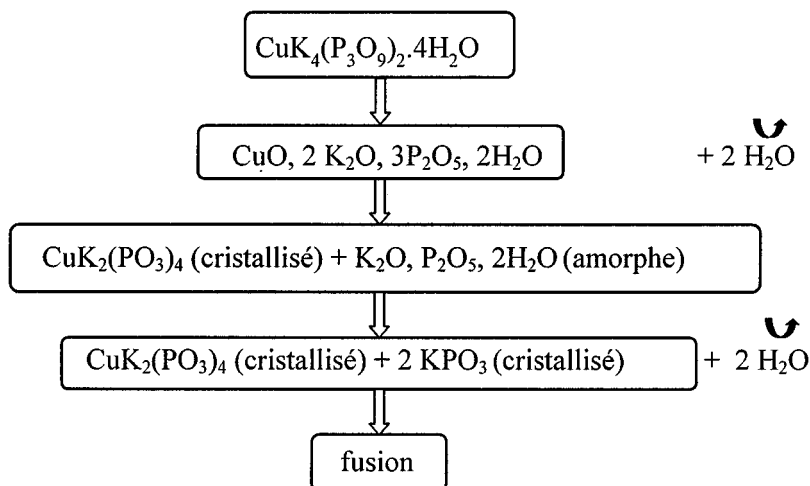 CuK₄(P₃O₉)₂.4H₂O
CuO, 2 K₂O, 3P₂O₅, 2H₂O + 2 H₂O
CuK₂(PO₃)₄ (cristallisé) + K₂O, P₂O₅, 2H₂O (amorphe)
CuK₂(PO₃)₄ (cristallisé) + 2 KPO₃ (cristallisé) + 2 H₂O
fusion